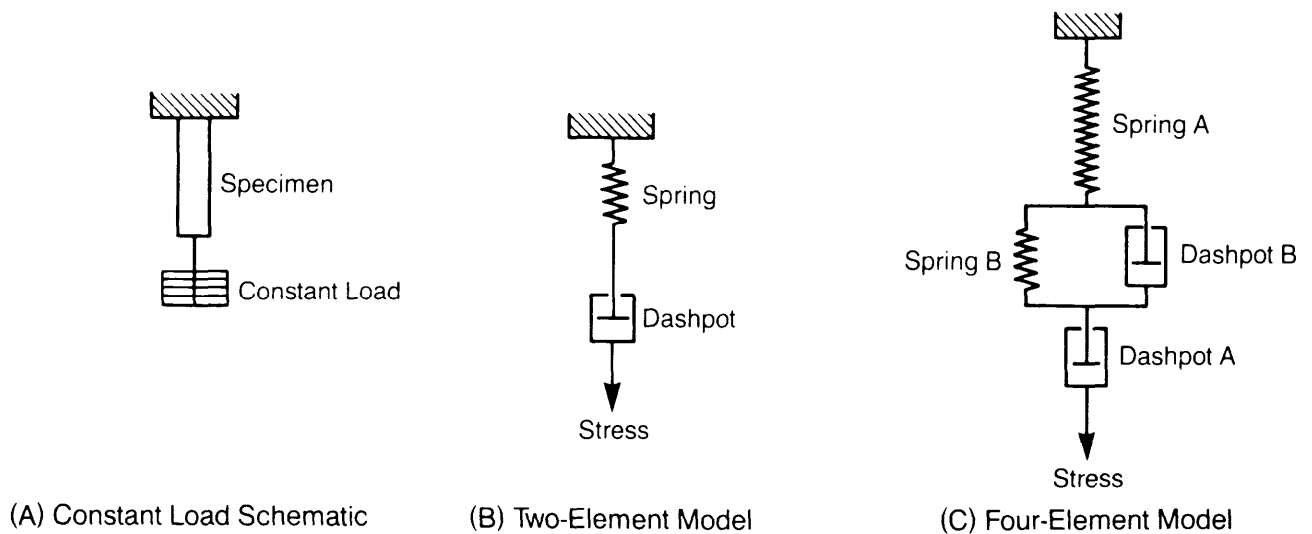 Specimen
Constant Load
(A) Constant Load Schematic
Spring
Dashpot
Stress
(B) Two-Element Model
Spring A
Spring B
Dashpot B
Dashpot A
Stress
(C) Four-Element Model